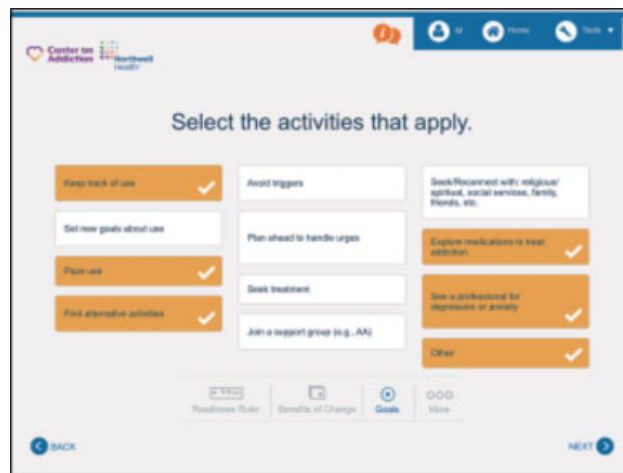 Center on
Addiction
Northwell
Health
Id
Home
Tools
Select the activities that apply.
Keep track of use
Set new goals about use
Pace use
Find alternative activities
Avoid triggers
Plan ahead to handle urges
Seek treatment
Join a support group (e.g., AA)
Seek/Reconnect with: religious/
spiritual, social services, family,
friends, etc.
Explore medications to treat
addiction
See a professional for
depression or anxiety
Other
Readiness Ruler
Benefits of Change
Goals
More
BACK
NEXT